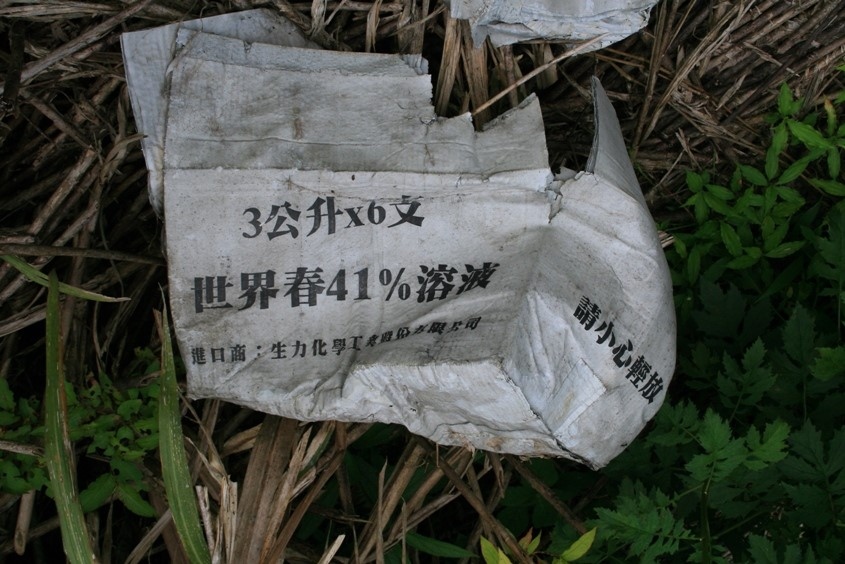 3公升x6支
世界春41%溶液
進口商：生力化學工業股份有限公司
請小心輕放